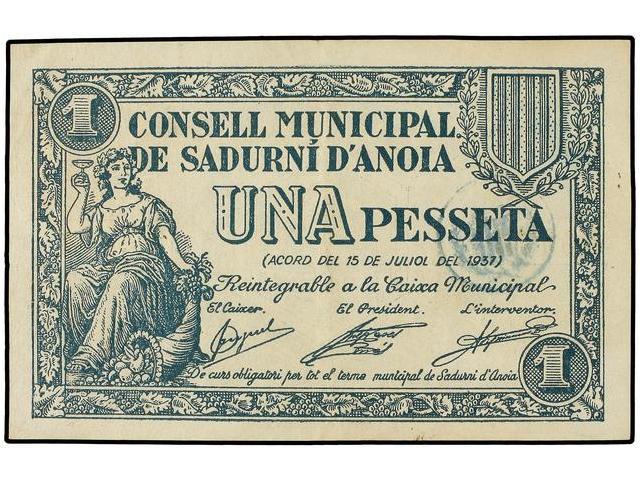 1
CONSELL MUNICIPAL
DE SADURNÍ D'ANOIA
UNA PESSETA
(ACORD DEL 15 DE JULIOL DEL 1937)
Reintegrable a la Caixa Municipal
El Caixer. El President. L'interventor.
De curs obligatori per tot el terme municipal de Sadurní d'Anoia
1